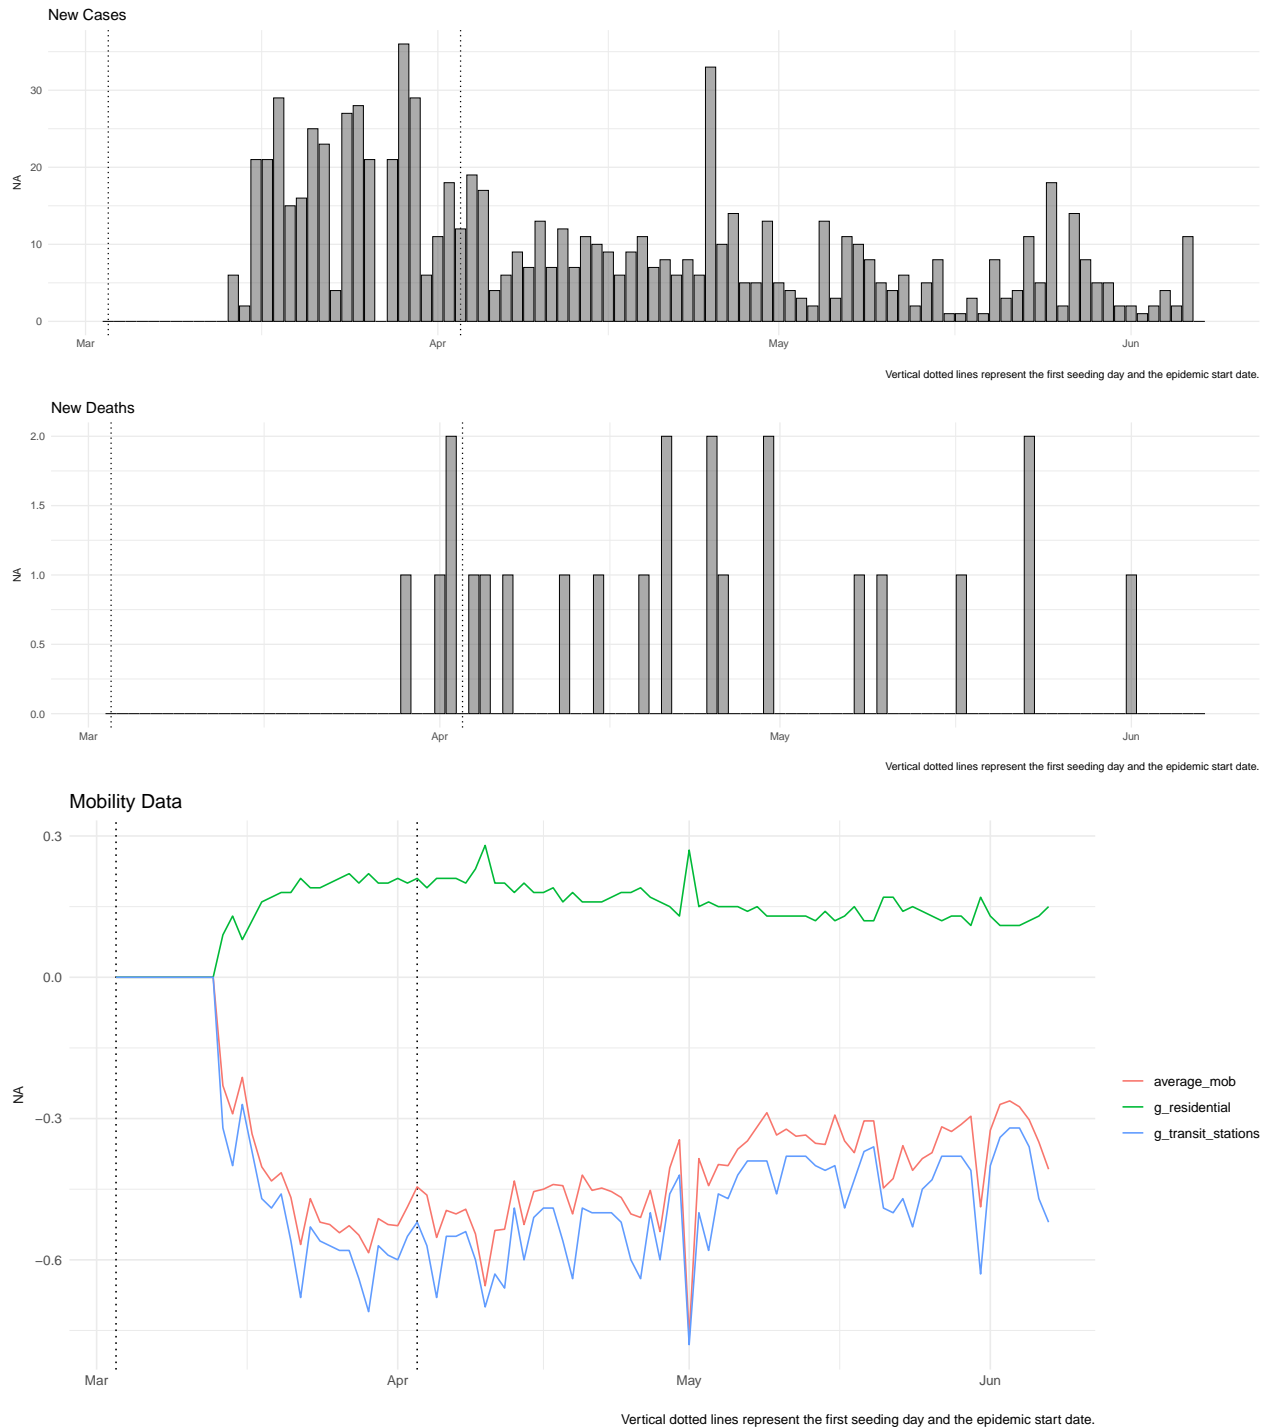 New Cases
30
20
10
0
NA
Mar
Apr
May
Jun
Vertical dotted lines represent the first seeding day and the epidemic start date.
New Deaths
2.0
1.5
1.0
0.5
0.0
NA
Mar
Apr
May
Jun
Vertical dotted lines represent the first seeding day and the epidemic start date.
Mobility Data
0.3
0.0
−0.3
−0.6
NA
Mar
Apr
May
Jun
average_mob
g_residential
g_transit_stations
Vertical dotted lines represent the first seeding day and the epidemic start date.